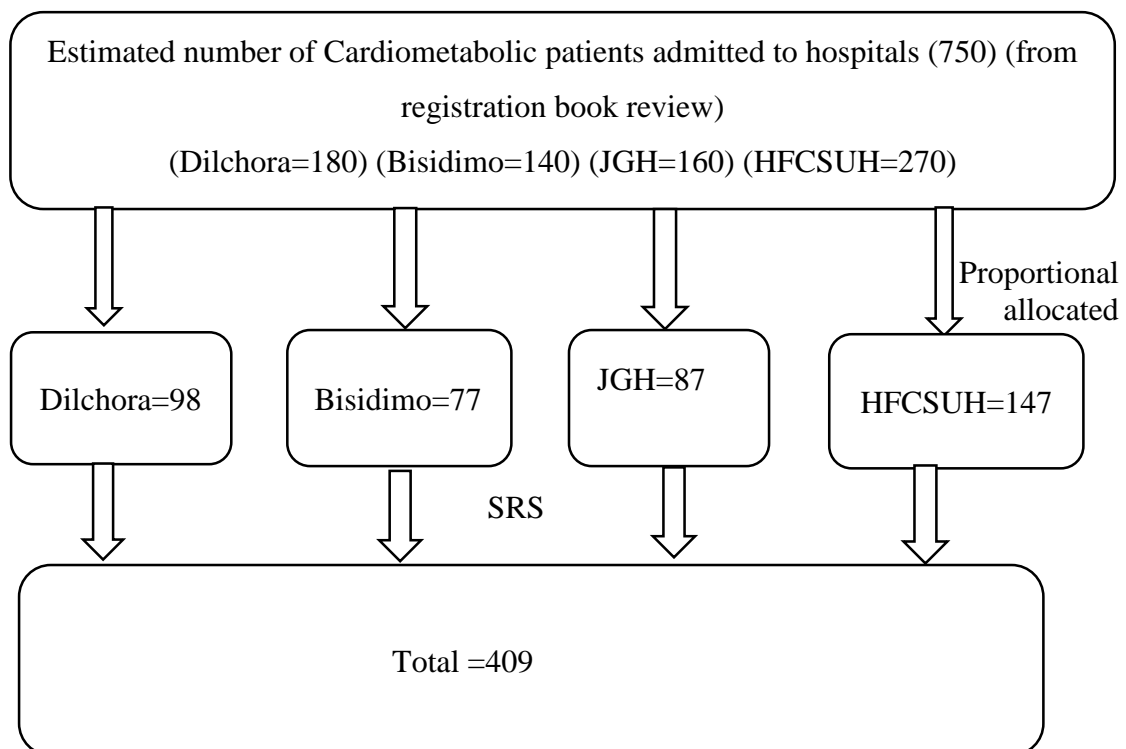 Estimated number of Cardiometabolic patients admitted to hospitals (750) (from
registration book review)
(Dilchora=180) (Bisidimo=140) (JGH=160) (HFCSUH=270)
Proportional
allocated
Dilchora=98
Bisidimo=77
JGH=87
HFCSUH=147
SRS
Total =409